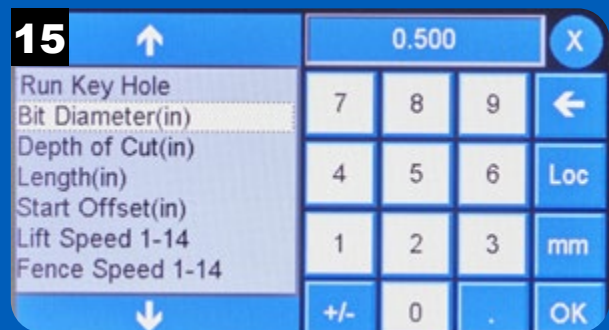 15
0.500
X
Run Key Hole
Bit Diameter(in)
Depth of Cut(in)
Length(in)
Start Offset(in)
Lift Speed 1-14
Fence Speed 1-14
7 8 9
4 5 6 Loc
1 2 3 mm
+/- 0 . OK